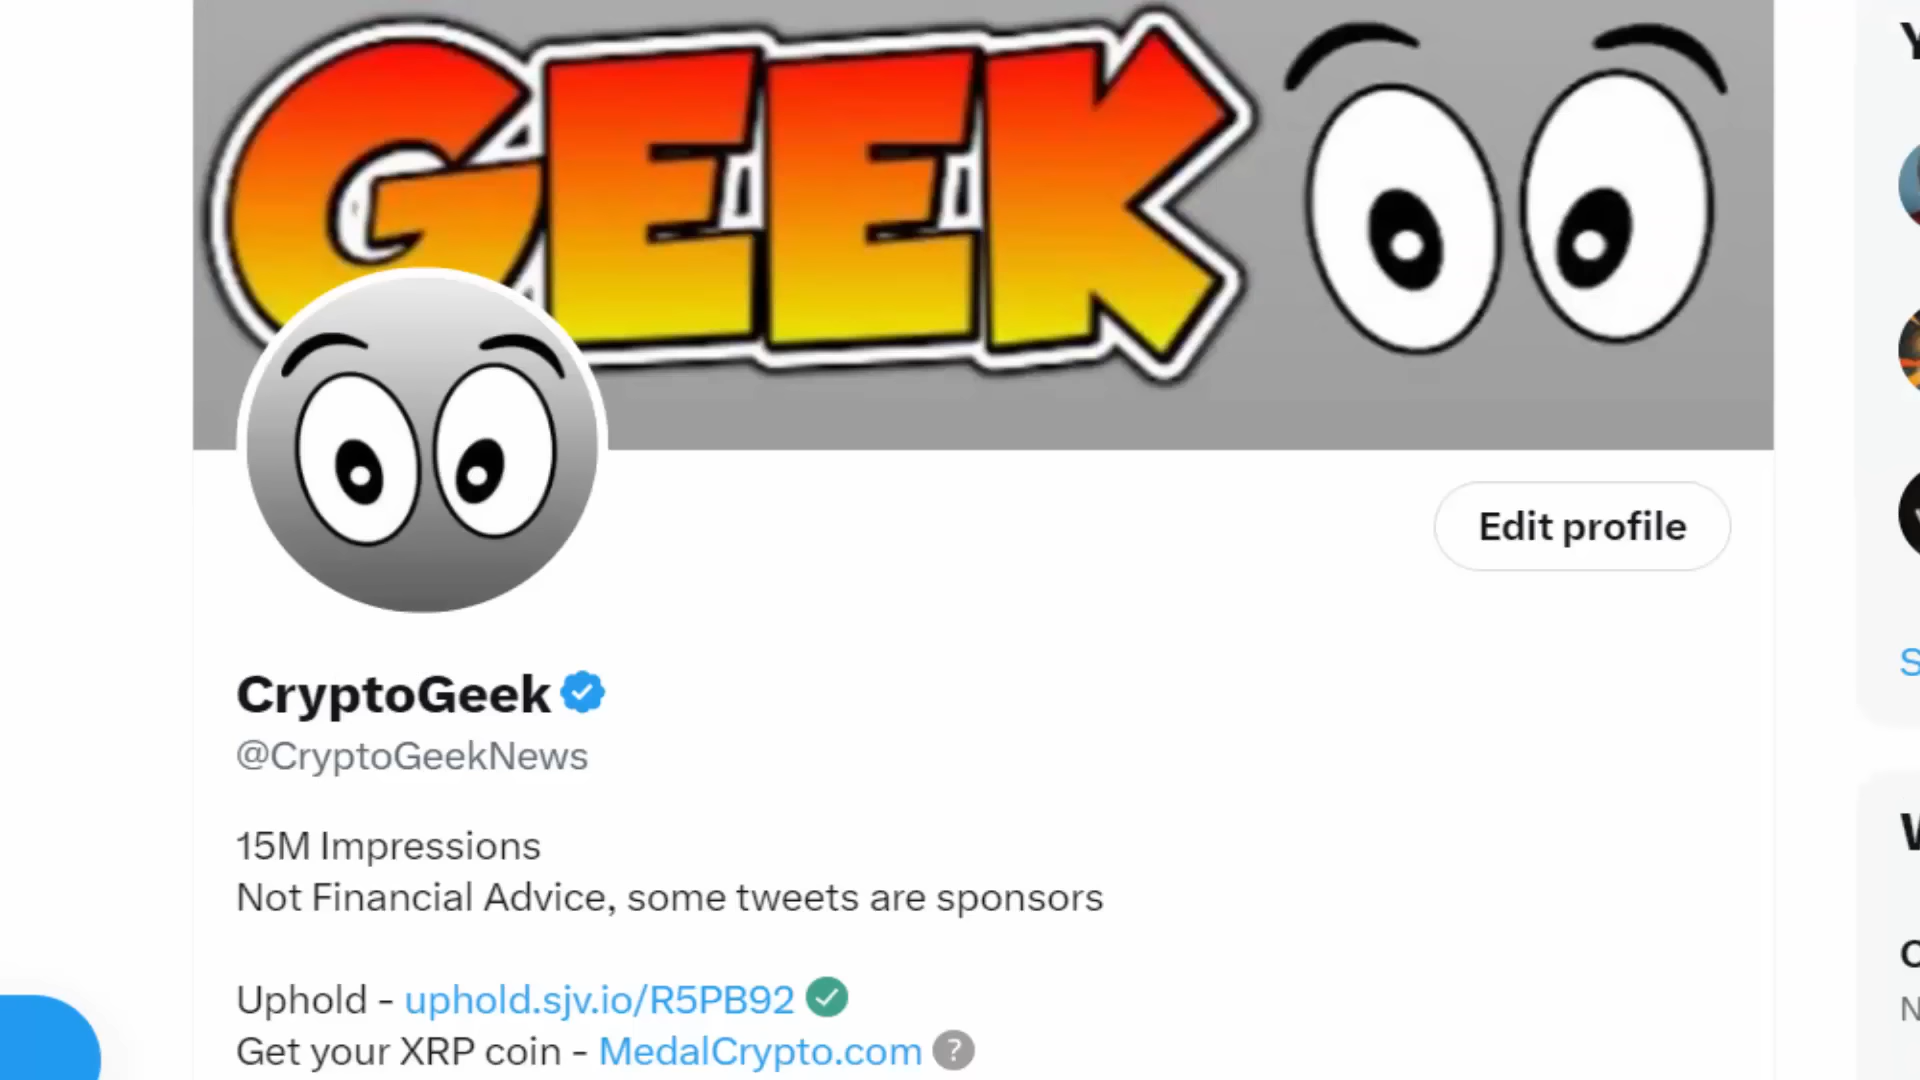 GEEK
Edit profile
CryptoGeek
@CryptoGeekNews
15M Impressions
Not Financial Advice, some tweets are sponsors
Uphold - uphold.sjv.io/R5PB92
Get your XRP coin - MedalCrypto.com
?